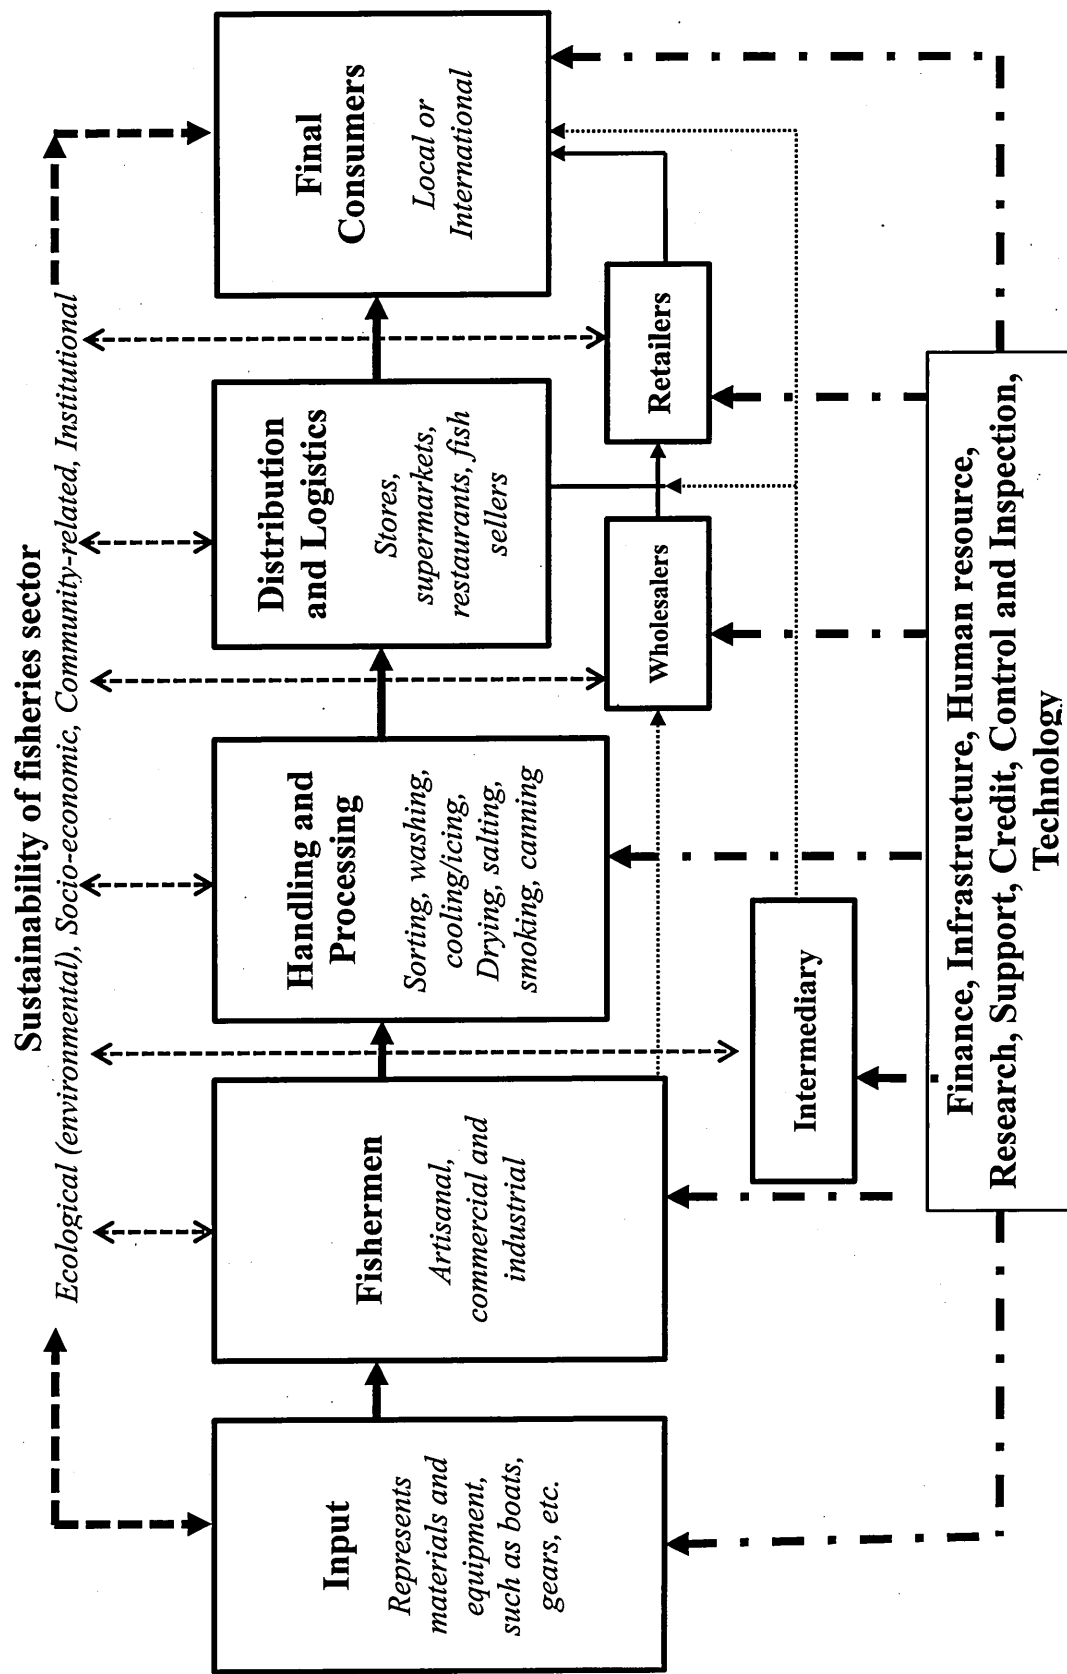 Sustainability of fisheries sector
Ecological (environmental), Socio-economic, Community-related, Institutional
Input
Represents
materials and
equipment,
such as boats,
gears, etc.
Fishermen
Artisanal,
commercial and
industrial
Handling and
Processing
Sorting, washing,
cooling/icing,
Drying, salting,
smoking, canning
Distribution
and Logistics
Stores,
supermarkets,
restaurants, fish
sellers
Final
Consumers
Local or
International
Wholesalers
Retailers
Intermediary
Finance, Infrastructure, Human resource,
Research, Support, Credit, Control and Inspection,
Technology